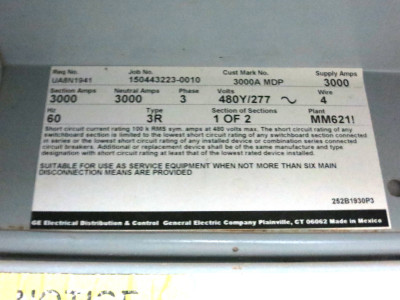 Req No. Job No. Cust Mark No. Supply Amps
UA8N1941 150443223-0010 3000A MDP 3000
Section Amps Neutral Amps Phase Volts Wire
3000 3000 3 480Y/277 4
Hz Type Section of Sections Plant
60 3R 1 OF 2 MM621!
Short circuit current rating 100 k RMS sym. amps at 480 volts max. The short circuit rating of any
switchboard section is limited to the lowest short circuit rating of any switchboard section connected
in series or the lowest short circuit rating of any installed device or combination series connected
circuit breakers. Additional or replacement devices shall be of the same manufacture and type
designation with short circuit rating at least that of the lowest rated device installed.
SUITABLE FOR USE AS SERVICE EQUIPMENT WHEN NOT MORE THAN SIX MAIN
DISCONNECTION MEANS ARE PROVIDED
262B1930P3
GE Electrical Distribution & Control General Electric Company Plainville, CT 06062 Made in Mexico
NOTICE